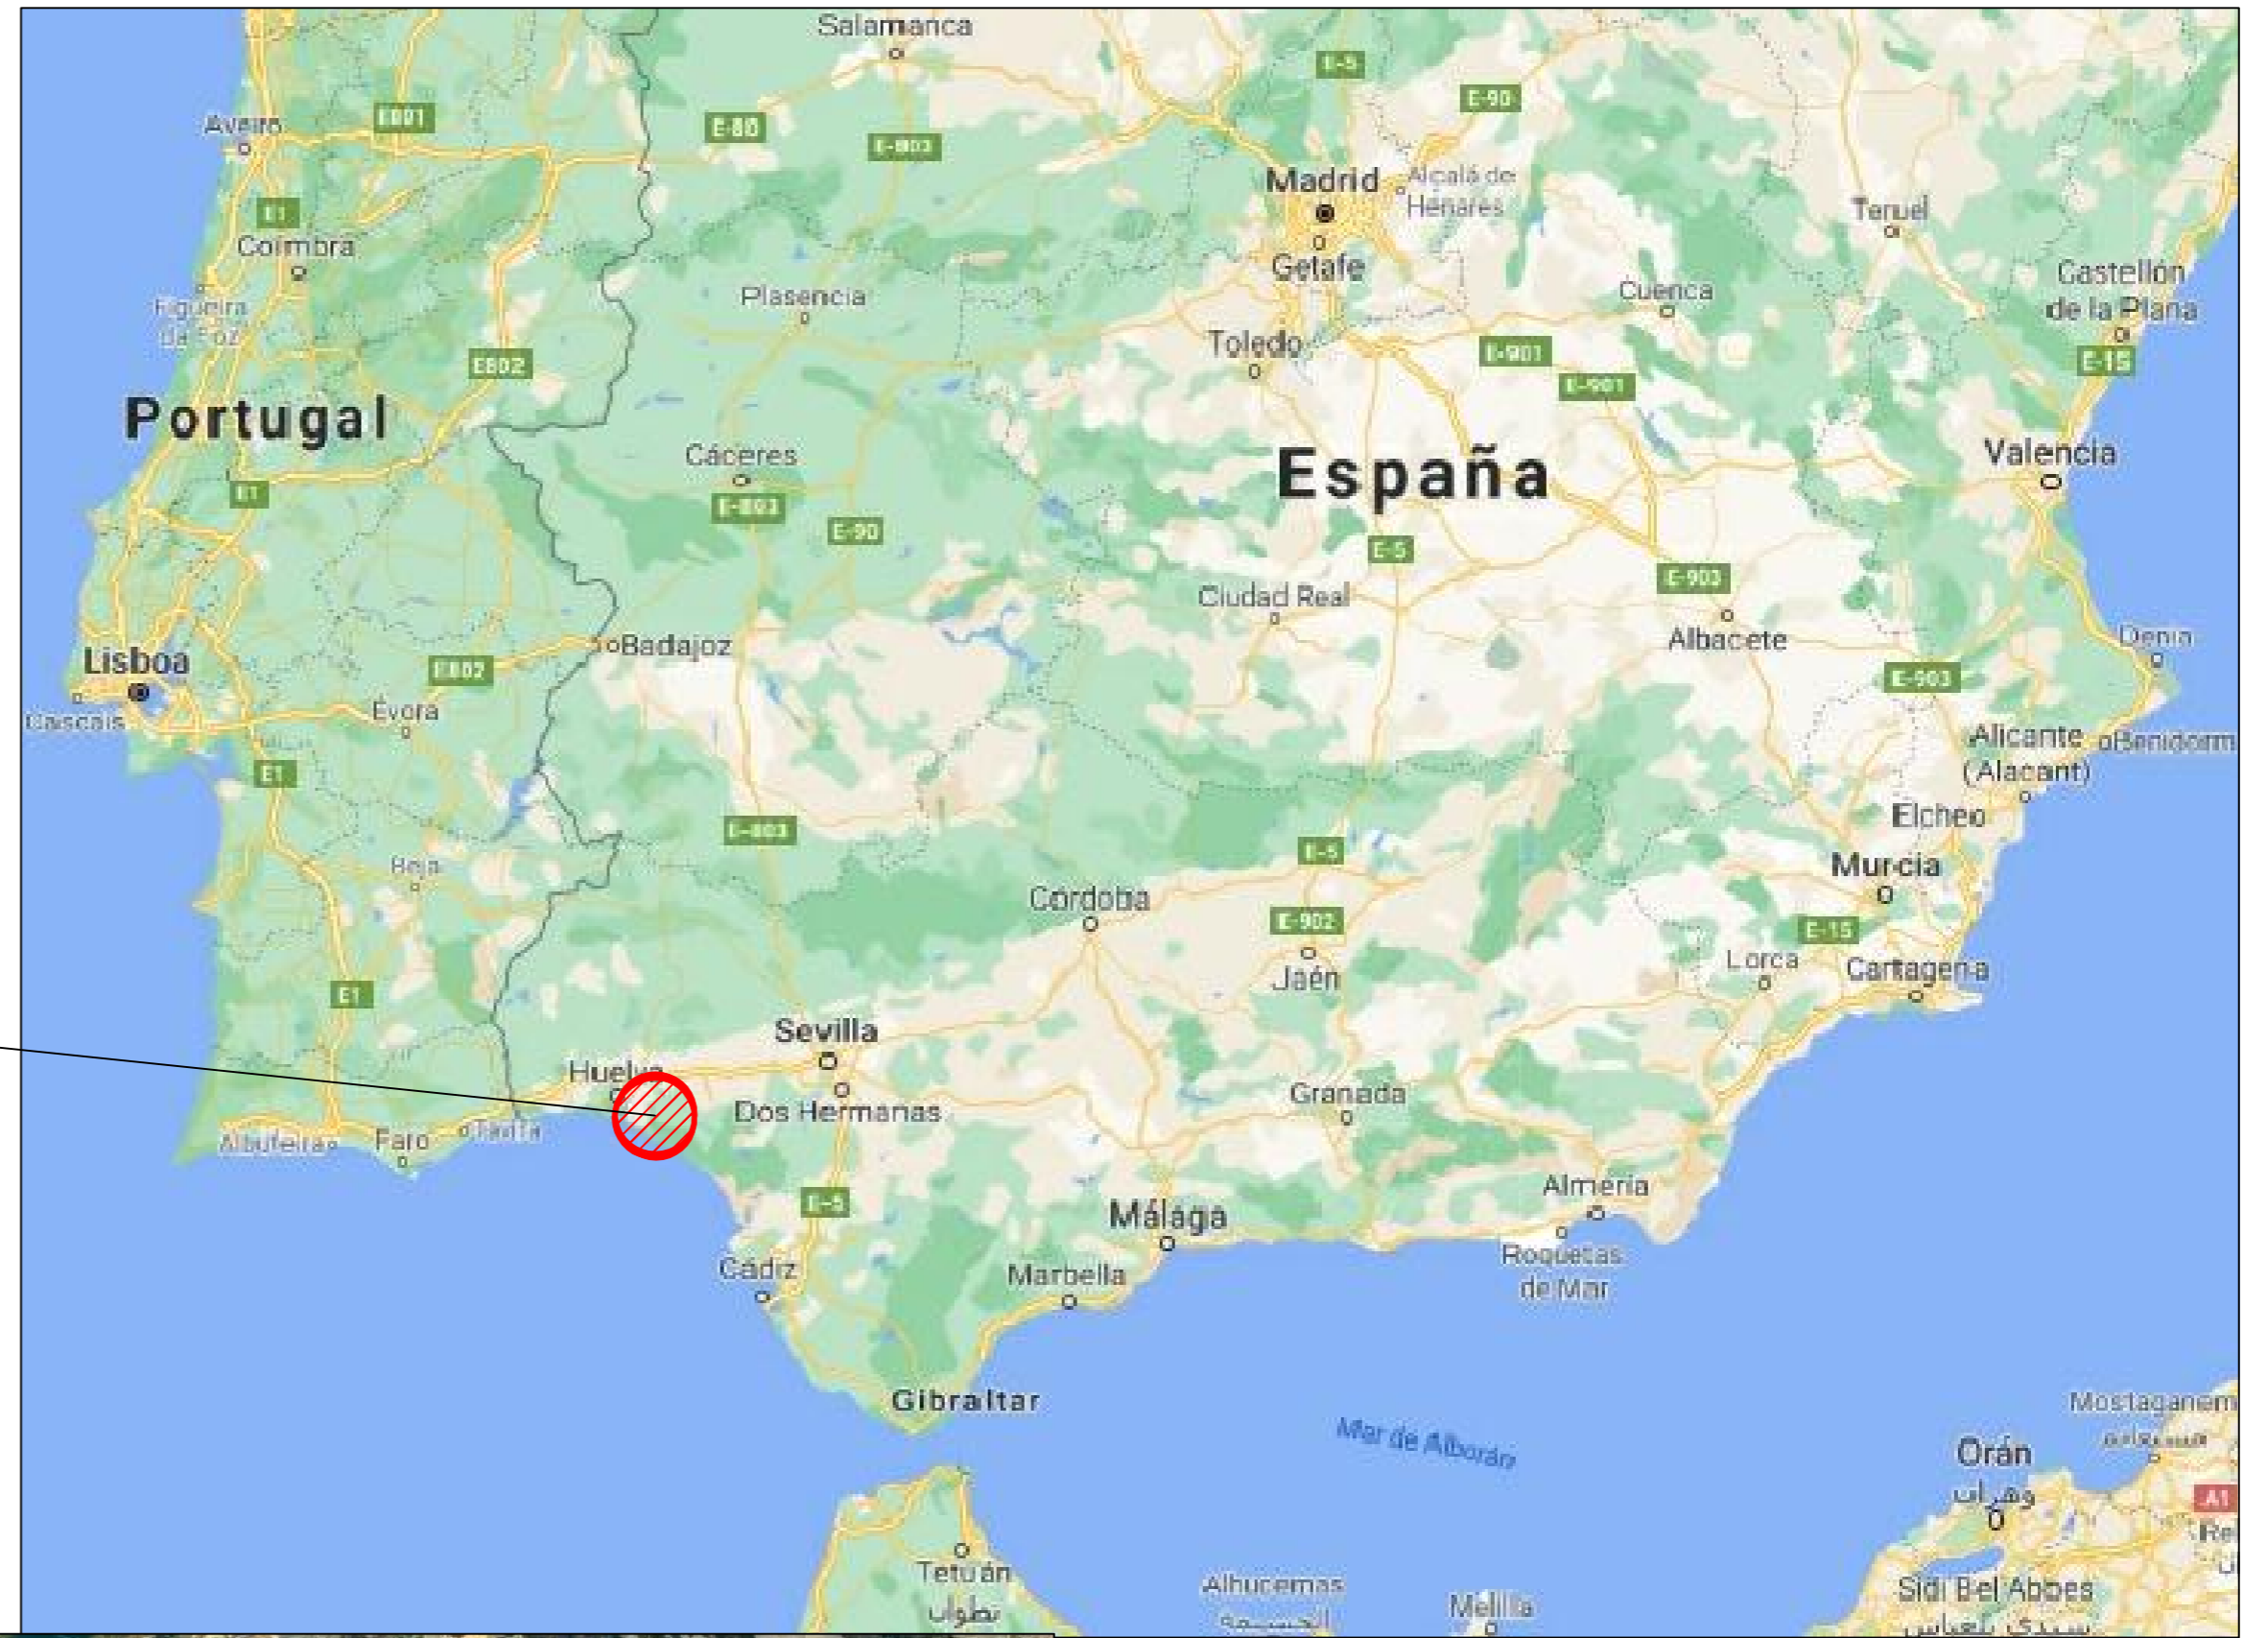 Salamanca
E-5
E-90
Aveiro
E801
E-80
E-803
Madrid
Alcalá de
Henares
E1
Teruel
Coimbra
Getafe
Castellón
de la Plana
Plasencia
Cuenca
Figueira
da Foz
Toledo
E-901
E802
E-901
E-15
Portugal
Cáceres
España
Valencia
E1
E-803
E-90
E-5
E-903
Ciudad Real
Albacete
Denia
Badajoz
Lisboa
E802
E-903
Cascais
Évora
Alicante
(Alacant)
Benidorm
E1
Elche
E-803
E-5
Murcia
Beja
Córdoba
E-902
E-15
Jaén
Lorca
Cartagena
E1
Sevilla
Huelva
Dos Hermanas
Granada
Albufeira
Faro
Tavira
Almería
E-5
Málaga
Roquetas
de Mar
Cádiz
Marbella
Gibraltar
Mar de Alborán
Mostaganem
Orán
وهران
A1
Tetuán
تطوان
Alhucemas
الحسيمة
Melilla
Sidi Bel Abbes
سيدي بلعباس